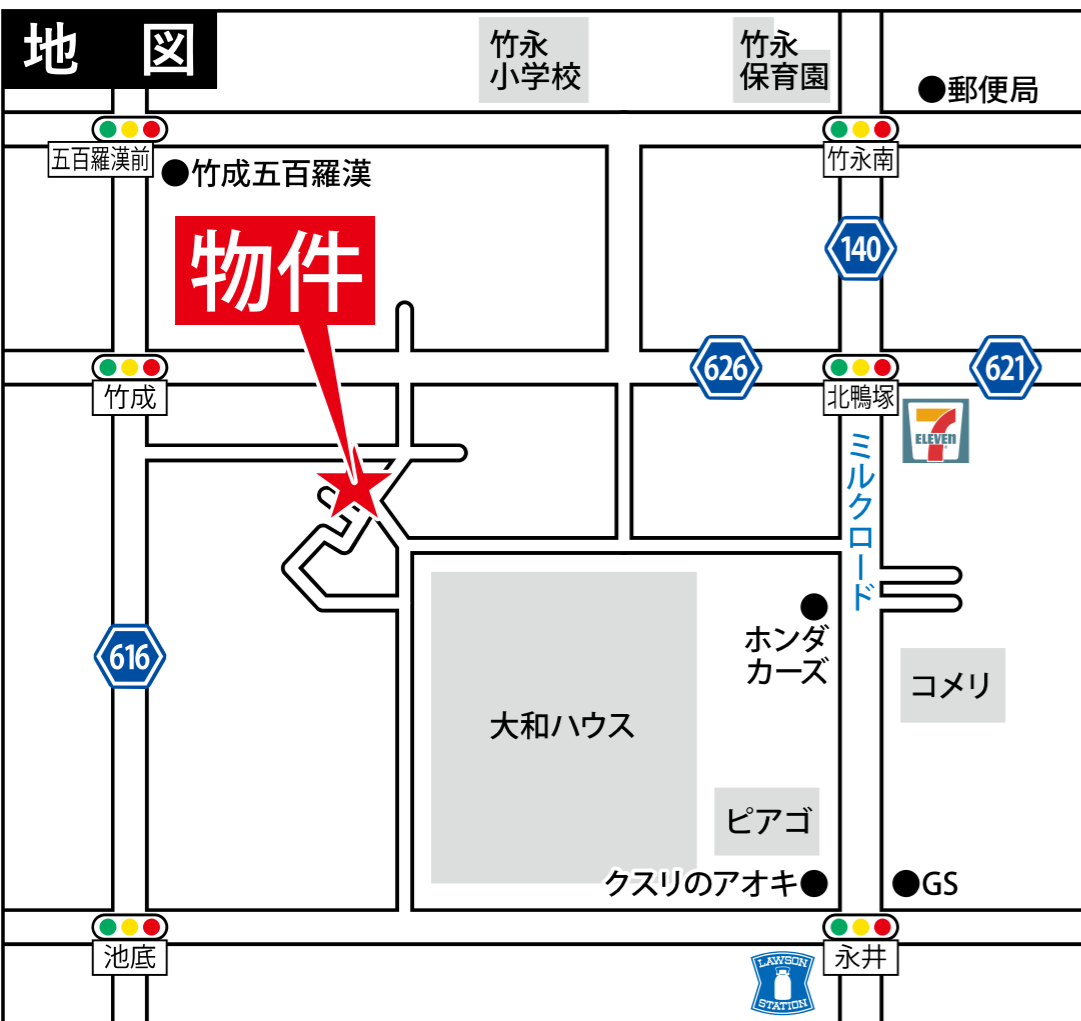 地 図
竹永
小学校
竹永
保育園
●郵便局
五百羅漢前
●竹成五百羅漢
竹永南
物件
140
竹成
626
北鴨塚
621
7
ELEVEN
ミルクロード
616
ホンダ
カーズ
コメリ
大和ハウス
ピアゴ
クスリのアオキ●
●GS
池底
永井
LAWSON
STATION